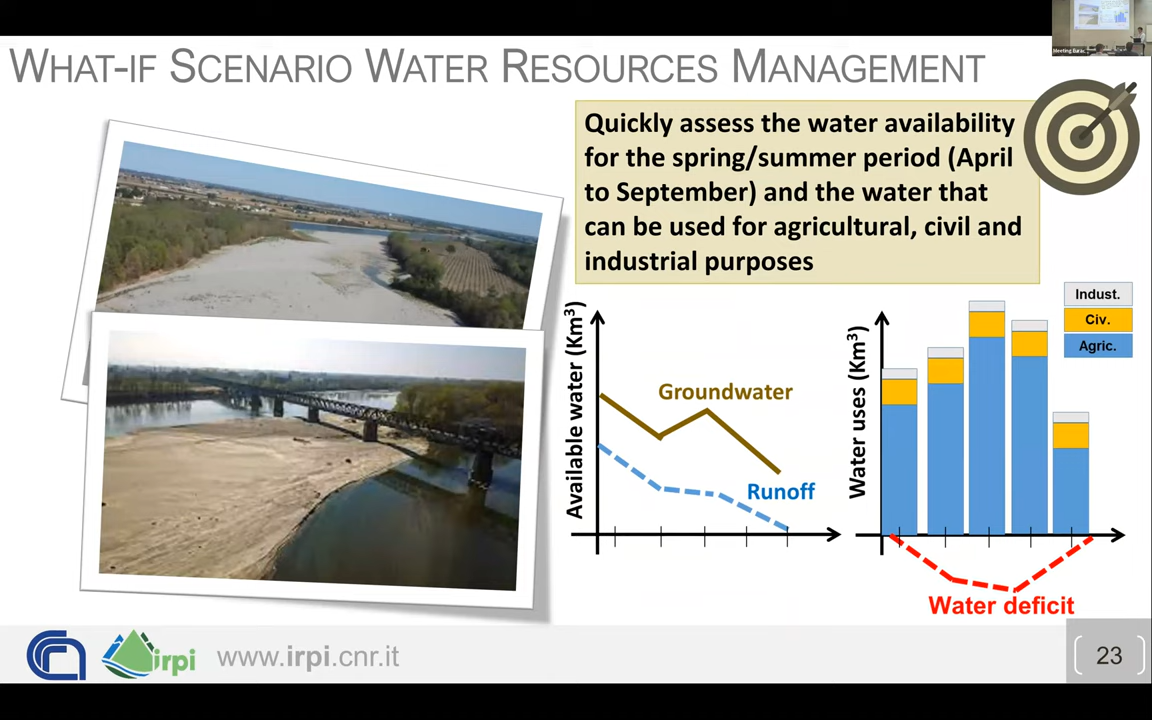 WHAT-IF SCENARIO WATER RESOURCES MANAGEMENT
Quickly assess the water availability
for the spring/summer period (April
to September) and the water that
can be used for agricultural, civil and
industrial purposes
Available water (Km³)
Groundwater
Runoff
Water uses (Km³)
Indust.
Civ.
Agric.
Water deficit
irpi
www.irpi.cnr.it
23